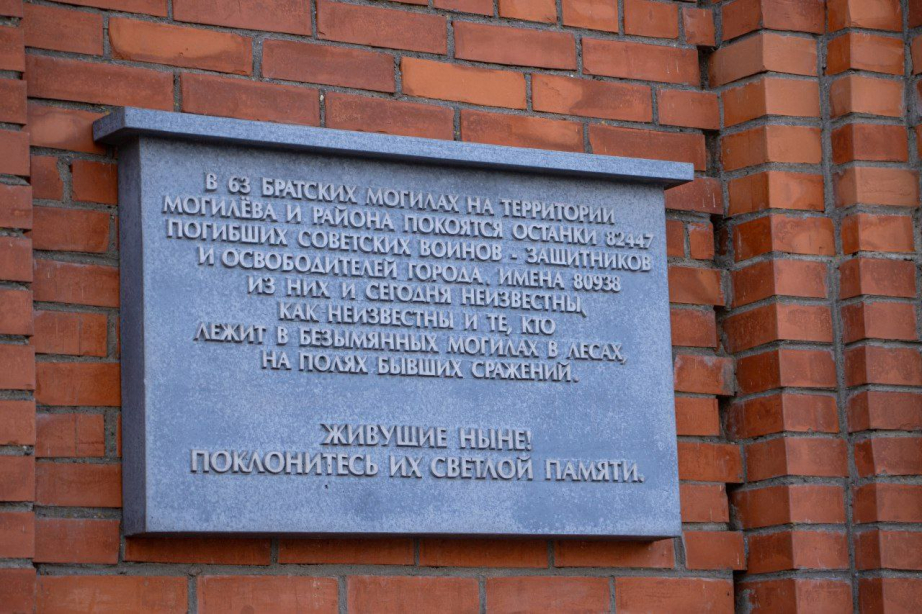 В 63 БРАТСКИХ МОГИЛАХ НА ТЕРРИТОРИИ
МОГИЛЁВА И РАЙОНА ПОКОЯТСЯ ОСТАНКИ 82447
ПОГИБШИХ СОВЕТСКИХ ВОИНОВ - ЗАЩИТНИКОВ
И ОСВОБОДИТЕЛЕЙ ГОРОДА. ИМЕНА 80938
ИЗ НИХ И СЕГОДНЯ НЕИЗВЕСТНЫ,
КАК НЕИЗВЕСТНЫ И ТЕ, КТО
ЛЕЖИТ В БЕЗЫМЯННЫХ МОГИЛАХ В ЛЕСАХ,
НА ПОЛЯХ БЫВШИХ СРАЖЕНИЙ.
ЖИВУЩИЕ НЫНЕ!
ПОКЛОНИТЕСЬ ИХ СВЕТЛОЙ ПАМЯТИ.